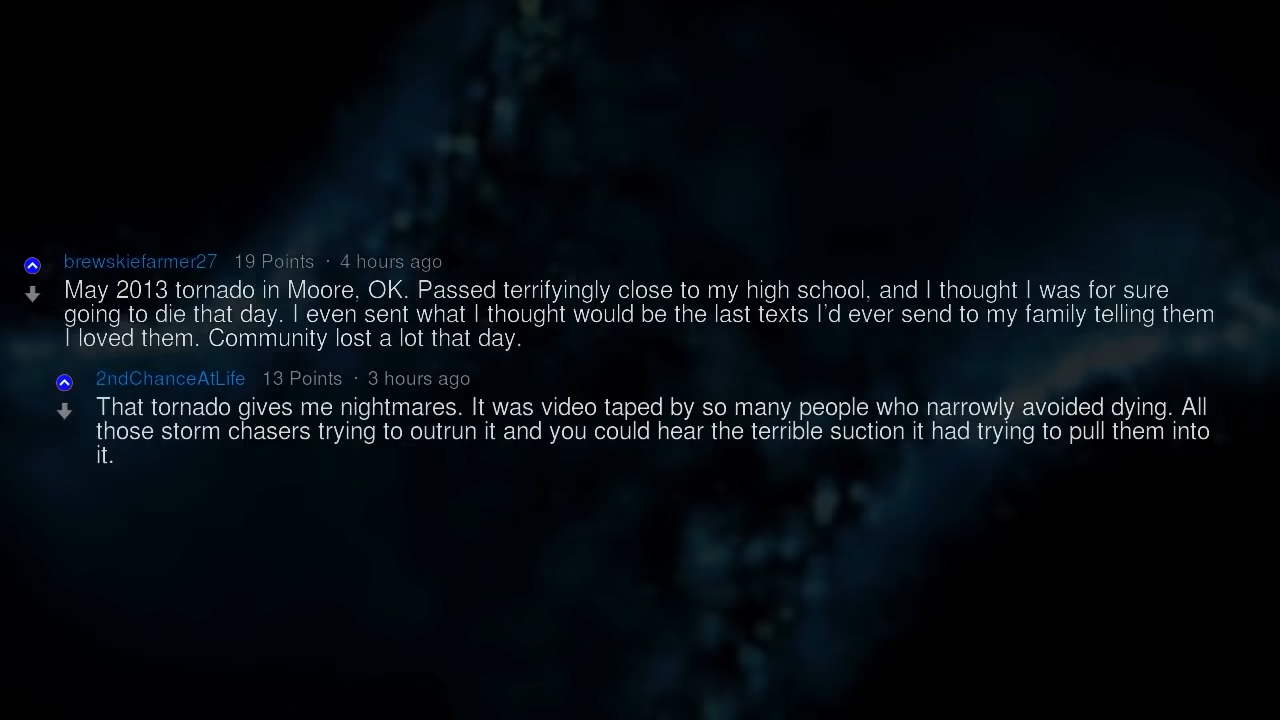 brewskiefarmer27 19 Points · 4 hours ago
May 2013 tornado in Moore, OK. Passed terrifyingly close to my high school, and I thought I was for sure
going to die that day. I even sent what I thought would be the last texts I'd ever send to my family telling them
I loved them. Community lost a lot that day.
2ndChanceAtLife 13 Points · 3 hours ago
That tornado gives me nightmares. It was video taped by so many people who narrowly avoided dying. All
those storm chasers trying to outrun it and you could hear the terrible suction it had trying to pull them into
it.